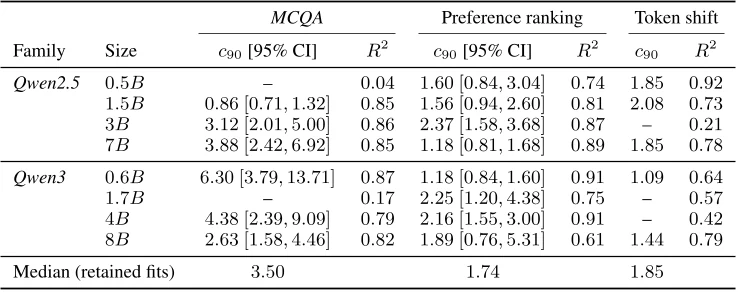 MCQA Preference ranking Token shift
Family Size c₉₀ [95% CI] R² c₉₀ [95% CI] R² c₉₀ R²
Qwen2.5 0.5B – 0.04 1.60 [0.84, 3.04] 0.74 1.85 0.92
1.5B 0.86 [0.71, 1.32] 0.85 1.56 [0.94, 2.60] 0.81 2.08 0.73
3B 3.12 [2.01, 5.00] 0.86 2.37 [1.58, 3.68] 0.87 – 0.21
7B 3.88 [2.42, 6.92] 0.85 1.18 [0.81, 1.68] 0.89 1.85 0.78
Qwen3 0.6B 6.30 [3.79, 13.71] 0.87 1.18 [0.84, 1.60] 0.91 1.09 0.64
1.7B – 0.17 2.25 [1.20, 4.38] 0.75 – 0.57
4B 4.38 [2.39, 9.09] 0.79 2.16 [1.55, 3.00] 0.91 – 0.42
8B 2.63 [1.58, 4.46] 0.82 1.89 [0.76, 5.31] 0.61 1.44 0.79
Median (retained fits) 3.50 1.74 1.85